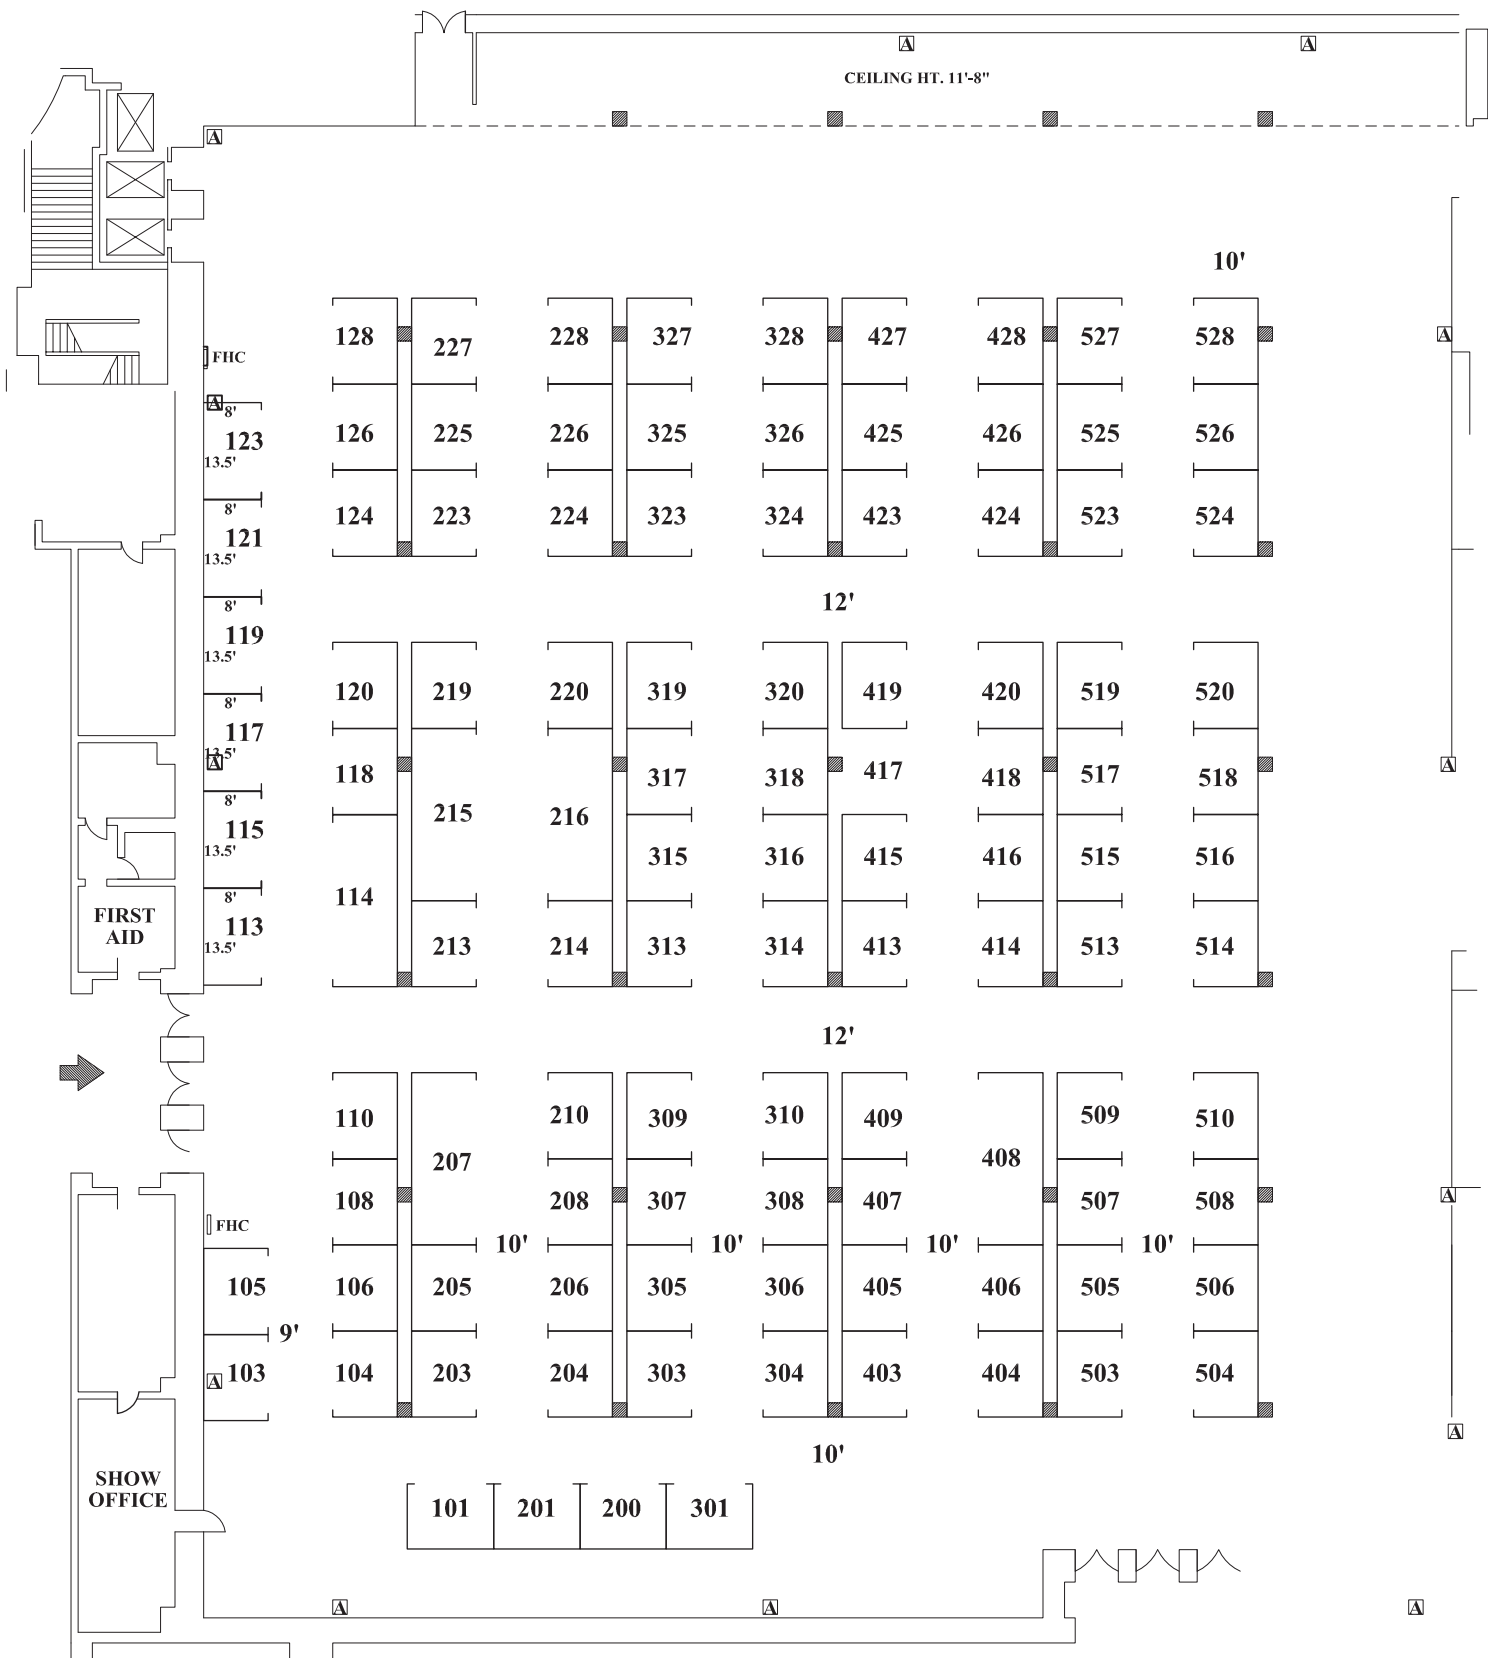 A A
CEILING HT. 11'-8"
A
10'
128 227 228 327 328 427 428 527 528
A
FHC
A
8'
123 126 225 226 325 326 425 426 525 526
13.5'
8'
124 223 224 323 324 423 424 523 524
121
13.5'
12'
8'
119
13.5'
8'
120 219 220 319 320 419 420 519 520
117
13.5'
A
118 317 318 417 418 517 518
A
8'
215 216
115
13.5'
315 316 415 416 515 516
8'
114
FIRST
AID
113
13.5'
213 214 313 314 413 414 513 514
12'
110 210 309 310 409 509 510
207 408
108 208 307 308 407 507 508
A
FHC
10' 10' 10' 10'
105 106 205 206 305 306 405 406 505 506
9'
A
103 104 203 204 303 304 403 404 503 504
A
10'
SHOW
OFFICE
101 201 200 301
A A A